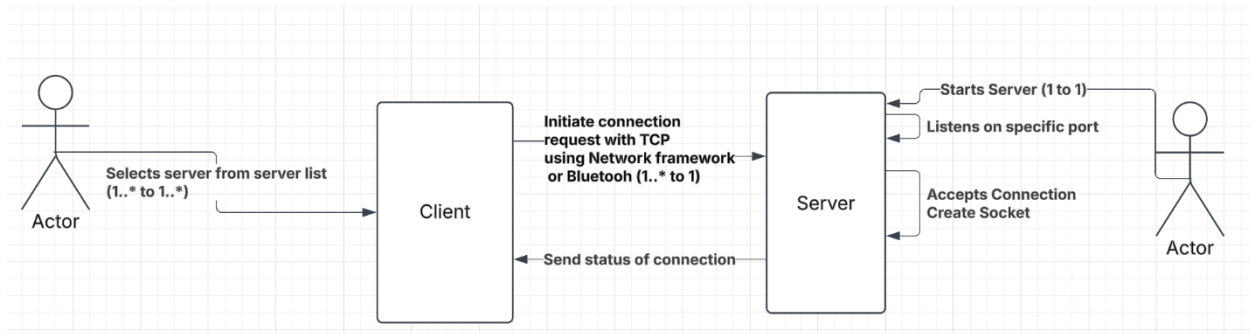 Actor
Selects server from server list
(1..* to 1..*)
Client
Initiate connection
request with TCP
using Network framework
or Bluetooh (1..* to 1)
Send status of connection
Server
Starts Server (1 to 1)
Listens on specific port
Accepts Connection
Create Socket
Actor